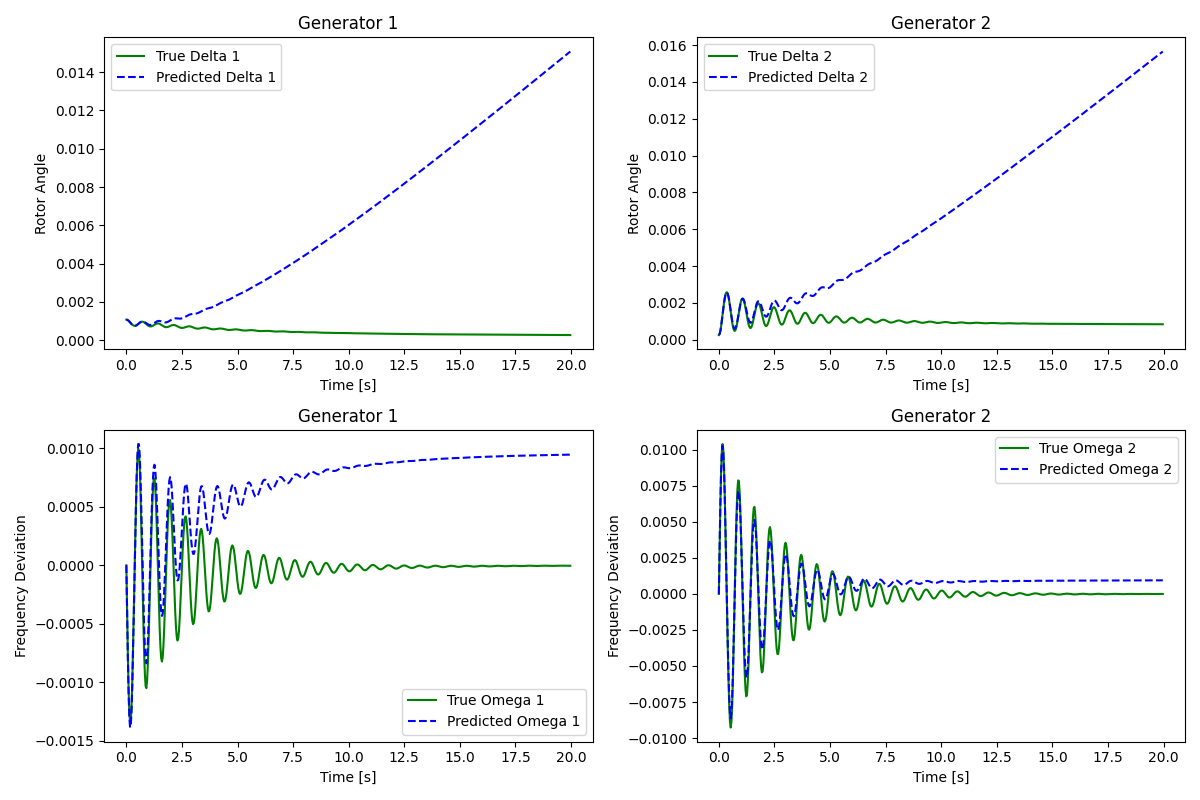 Generator 1
True Delta 1
Predicted Delta 1
Rotor Angle
0.014
0.012
0.010
0.008
0.006
0.004
0.002
0.000
0.0 2.5 5.0 7.5 10.0 12.5 15.0 17.5 20.0
Time [s]
Generator 2
True Delta 2
Predicted Delta 2
Rotor Angle
0.016
0.014
0.012
0.010
0.008
0.006
0.004
0.002
0.000
0.0 2.5 5.0 7.5 10.0 12.5 15.0 17.5 20.0
Time [s]
Generator 1
Frequency Deviation
0.0010
0.0005
0.0000
−0.0005
−0.0010
−0.0015
True Omega 1
Predicted Omega 1
0.0 2.5 5.0 7.5 10.0 12.5 15.0 17.5 20.0
Time [s]
Generator 2
True Omega 2
Predicted Omega 2
Frequency Deviation
0.0100
0.0075
0.0050
0.0025
0.0000
−0.0025
−0.0050
−0.0075
−0.0100
0.0 2.5 5.0 7.5 10.0 12.5 15.0 17.5 20.0
Time [s]